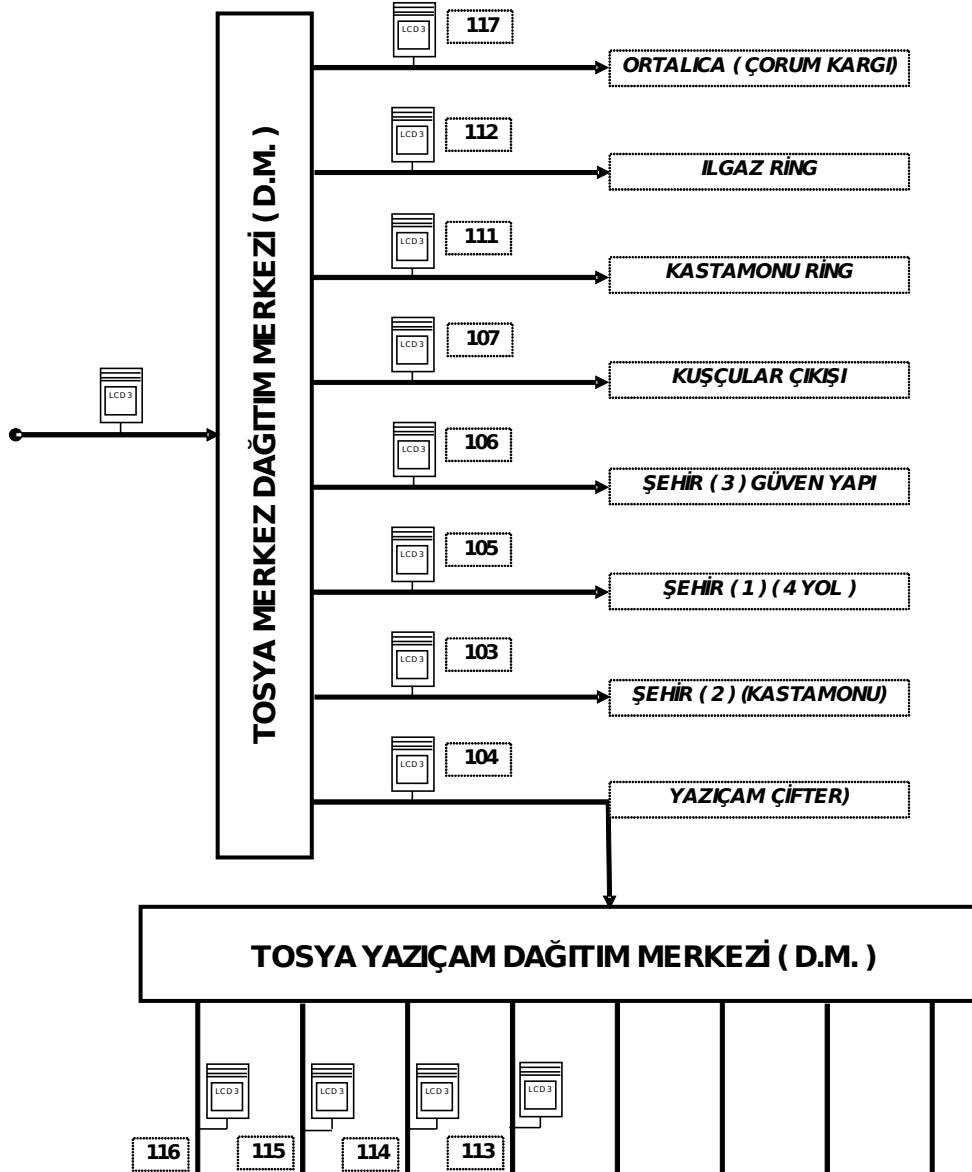 LCD 3
117
ORTALICA ( ÇORUM KARGI)
LCD 3
112
ILGAZ RİNG
LCD 3
111
KASTAMONU RİNG
LCD 3
107
KUŞÇULAR ÇIKIŞI
LCD 3
LCD 3
106
ŞEHİR ( 3 ) GÜVEN YAPI
LCD 3
105
ŞEHİR ( 1 ) ( 4 YOL )
LCD 3
103
ŞEHİR ( 2 ) (KASTAMONU)
LCD 3
104
YAZIÇAM ÇİFTER)
TOSYA MERKEZ DAĞITIM MERKEZİ ( D.M. )
TOSYA YAZIÇAM DAĞITIM MERKEZİ ( D.M. )
LCD 3
LCD 3
LCD 3
LCD 3
116
115
114
113